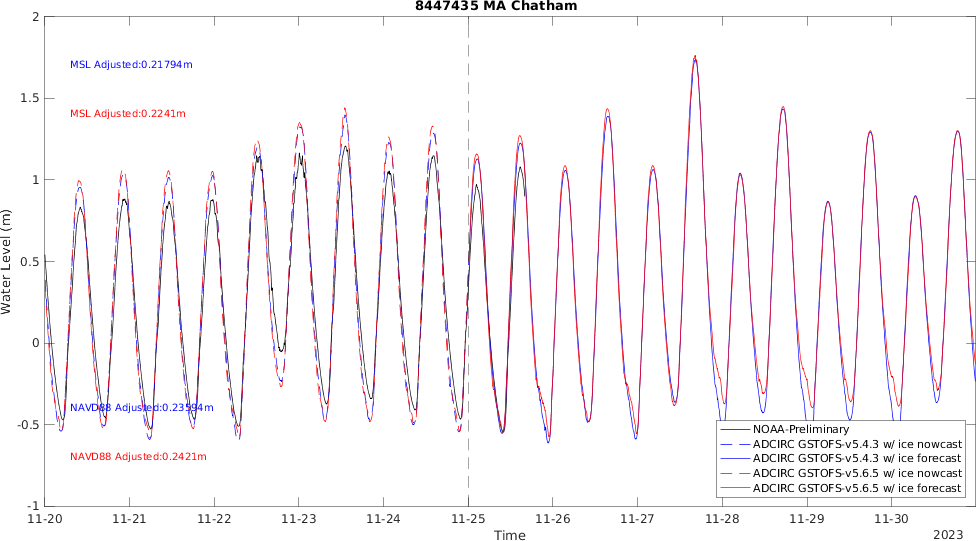 8447435 MA Chatham
2
MSL Adjusted:0.21794m
1.5
MSL Adjusted:0.2241m
1
0.5
Water Level (m)
0
NAVD88 Adjusted:0.23594m
-0.5
NAVD88 Adjusted:0.2421m
NOAA-Preliminary
ADCIRC GSTOFS-v5.4.3 w/ ice nowcast
ADCIRC GSTOFS-v5.4.3 w/ ice forecast
ADCIRC GSTOFS-v5.6.5 w/ ice nowcast
ADCIRC GSTOFS-v5.6.5 w/ ice forecast
-1
11-20 11-21 11-22 11-23 11-24 11-25 11-26 11-27 11-28 11-29 11-30
Time
2023